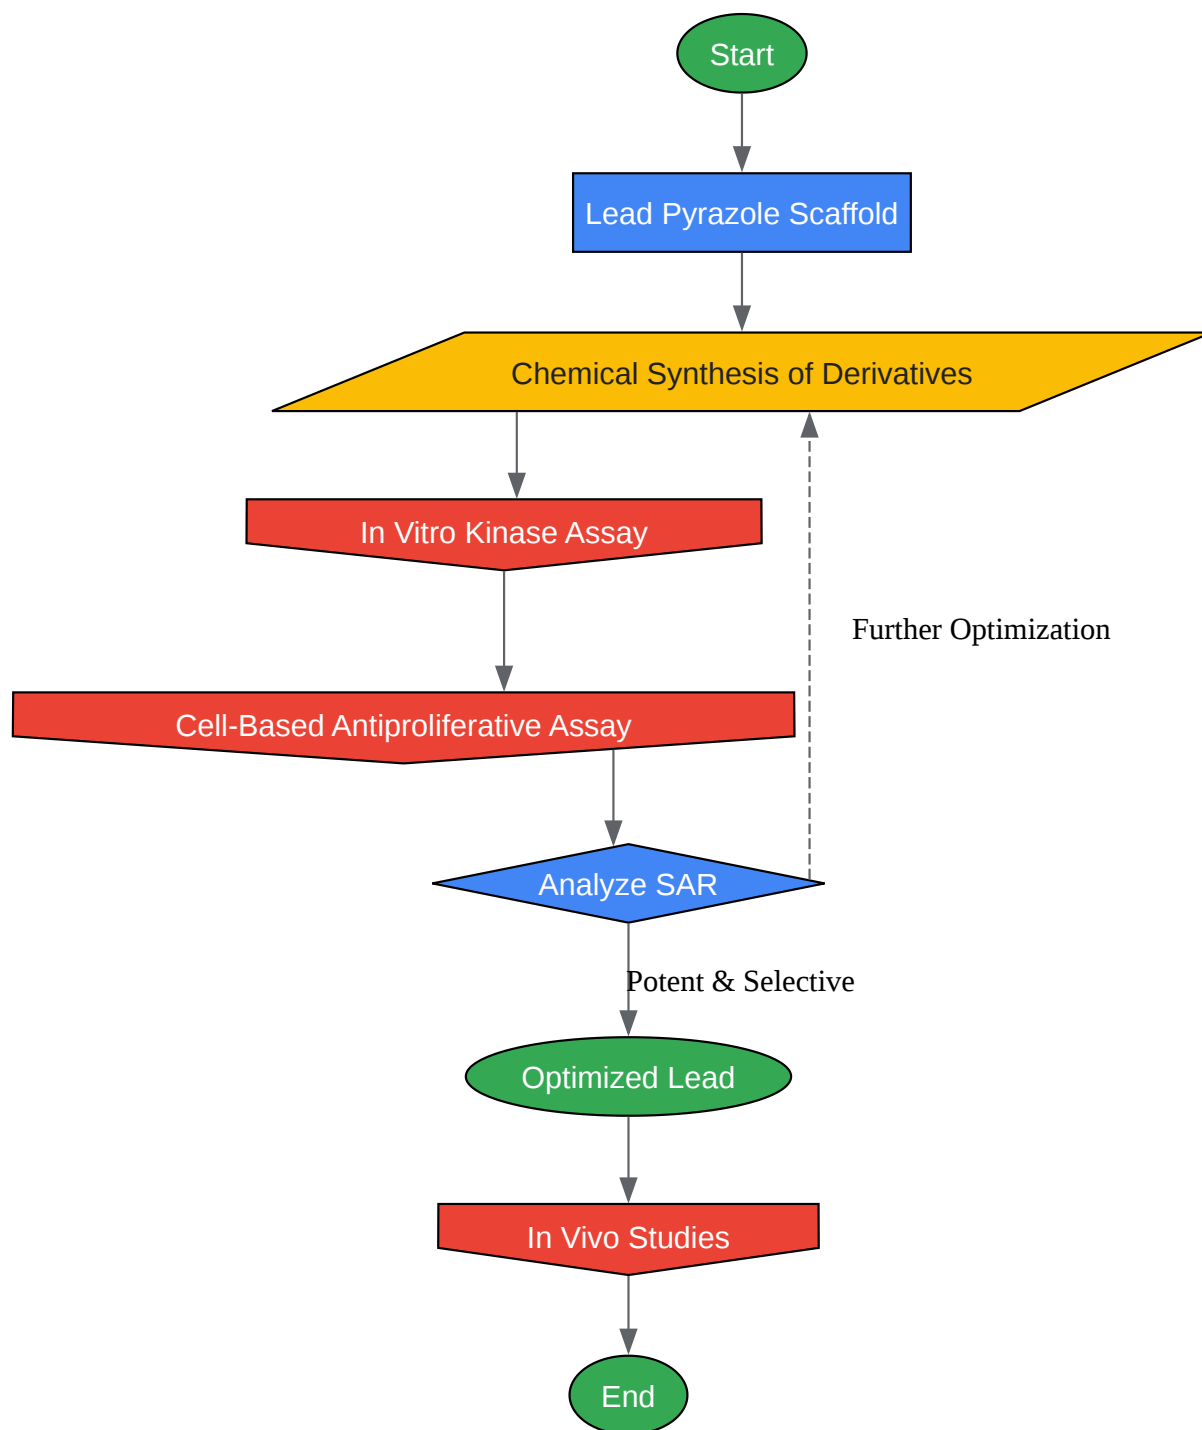 Start
Lead Pyrazole Scaffold
Chemical Synthesis of Derivatives
In Vitro Kinase Assay
Further Optimization
Cell-Based Antiproliferative Assay
Analyze SAR
Potent & Selective
Optimized Lead
In Vivo Studies
End